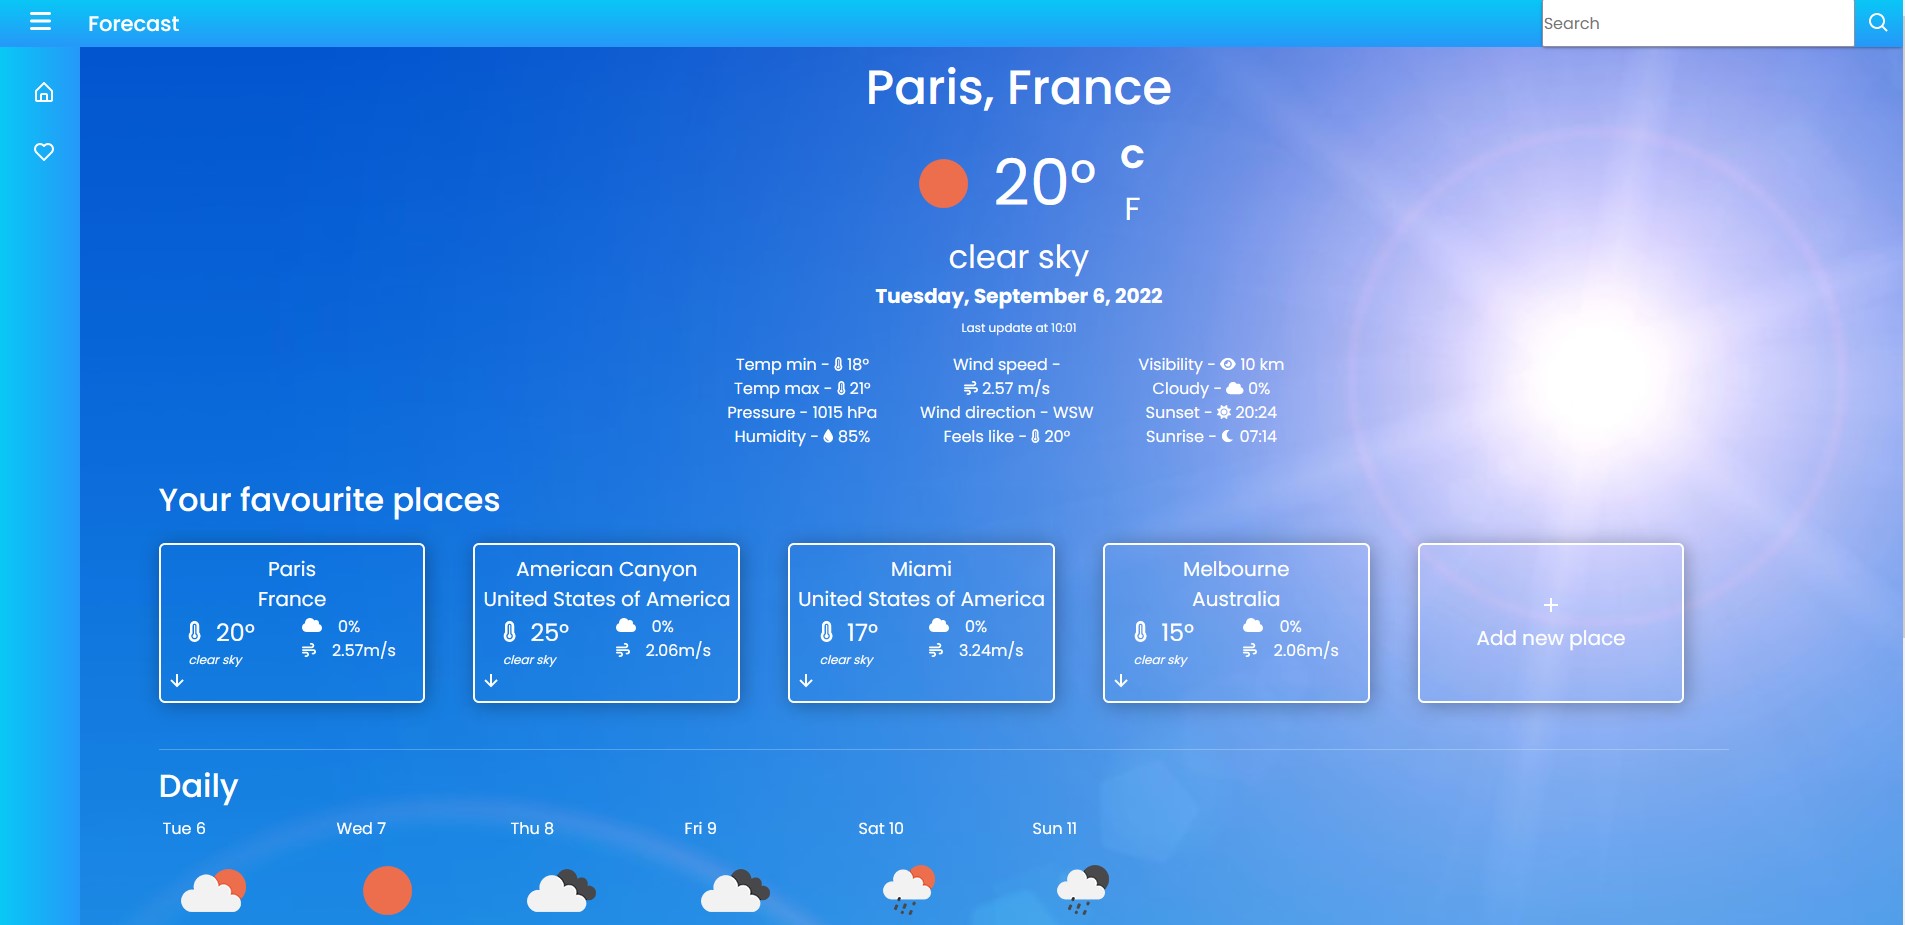 Forecast
Search
Paris, France
20°
C
F
clear sky
Tuesday, September 6, 2022
Last update at 10:01
Temp min - 18°
Temp max - 21°
Pressure - 1015 hPa
Humidity - 85%
Wind speed -
2.57 m/s
Wind direction - WSW
Feels like - 20°
Visibility - 10 km
Cloudy - 0%
Sunset - 20:24
Sunrise - 07:14
Your favourite places
Paris
France
20° 0%
2.57m/s
clear sky
American Canyon
United States of America
25° 0%
2.06m/s
clear sky
Miami
United States of America
17° 0%
3.24m/s
clear sky
Melbourne
Australia
15° 0%
2.06m/s
clear sky
+
Add new place
Daily
Tue 6 Wed 7 Thu 8 Fri 9 Sat 10 Sun 11